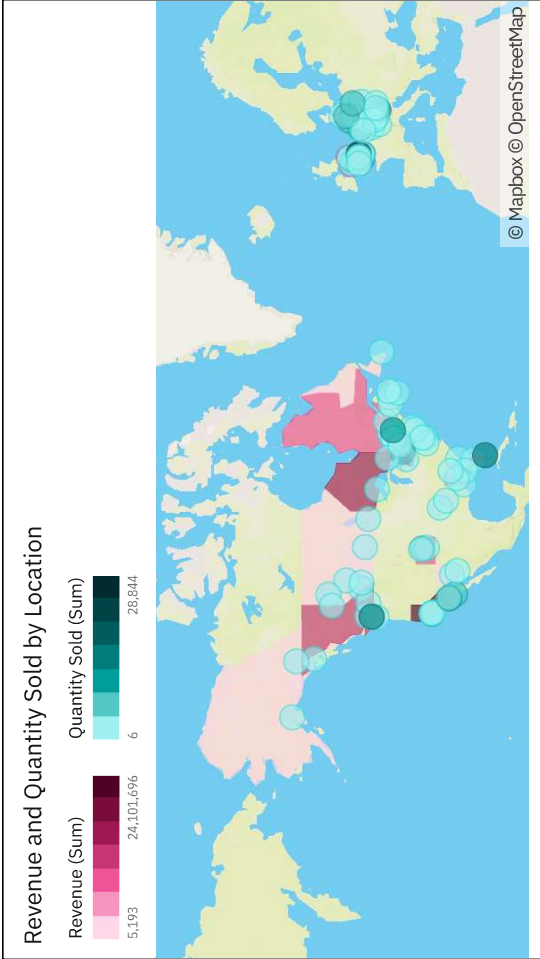 Revenue and Quantity Sold by Location
Revenue (Sum)
5,193
24,101,696
Quantity Sold (Sum)
6
28,844
© Mapbox © OpenStreetMap